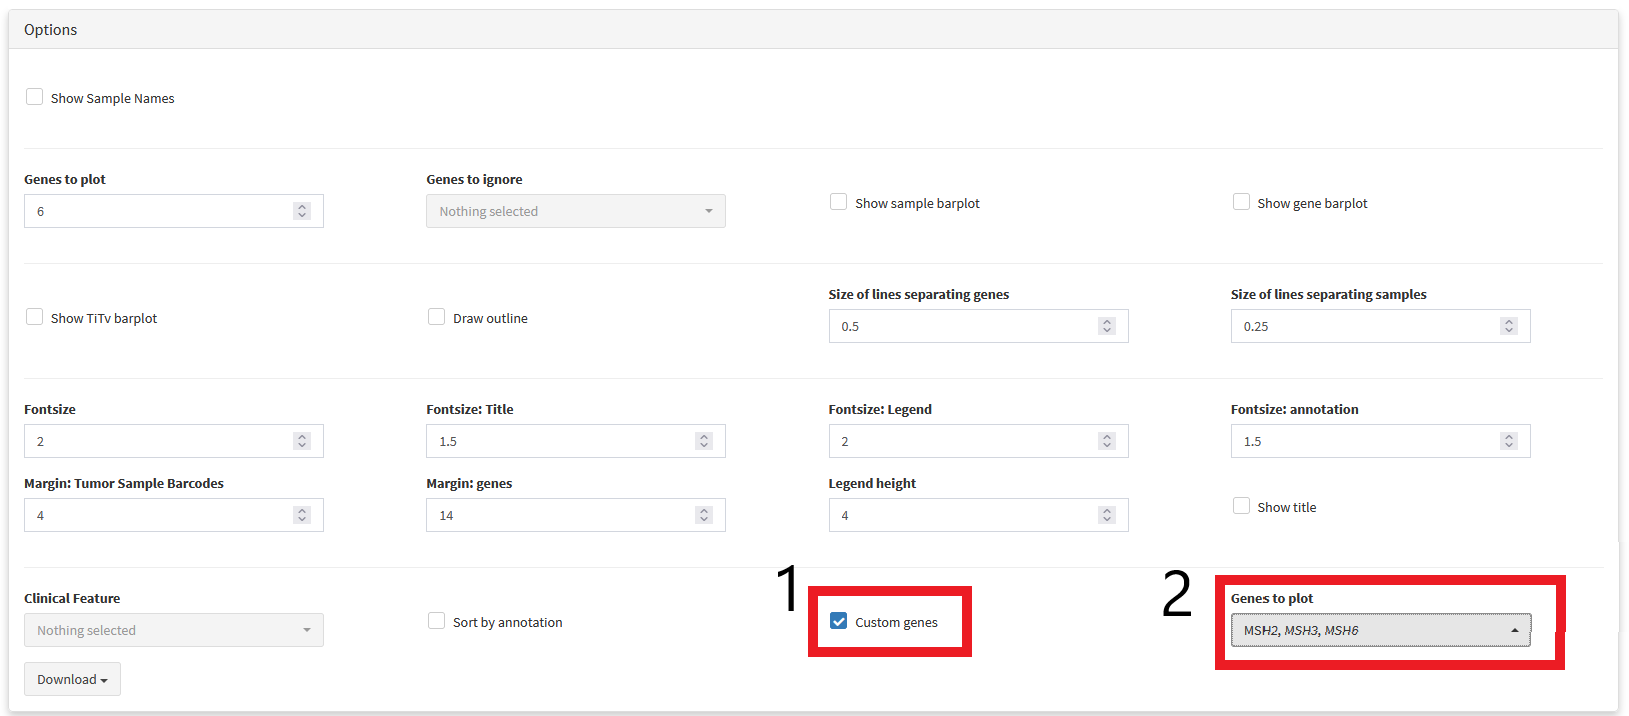 Options
Show Sample Names
Genes to plot
6
Genes to ignore
Nothing selected
Show sample barplot
Show gene barplot
Show TiTv barplot
Draw outline
Size of lines separating genes
0.5
Size of lines separating samples
0.25
Fontsize
2
Fontsize: Title
1.5
Fontsize: Legend
2
Fontsize: annotation
1.5
Margin: Tumor Sample Barcodes
4
Margin: genes
14
Legend height
4
Show title
Clinical Feature
Nothing selected
Sort by annotation
1
Custom genes
2
Genes to plot
MSH2, MSH3, MSH6
Download